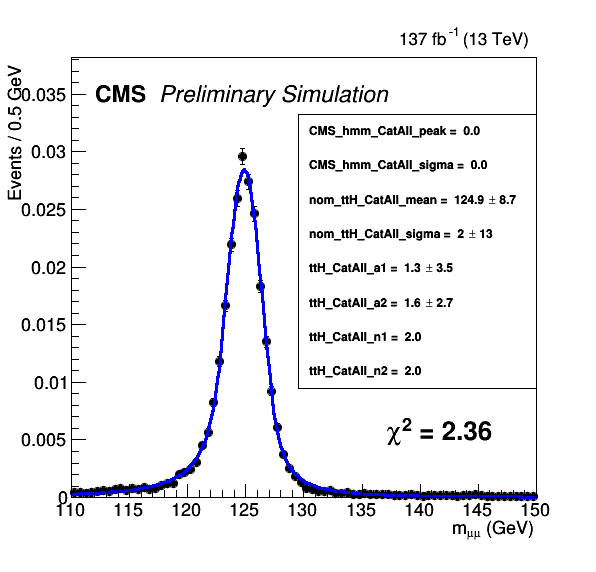 137 fb⁻¹ (13 TeV)
Events / 0.5 GeV
CMS Preliminary Simulation
CMS_hmm_CatAll_peak = 0.0
CMS_hmm_CatAll_sigma = 0.0
nom_ttH_CatAll_mean = 124.9 ± 8.7
nom_ttH_CatAll_sigma = 2 ± 13
ttH_CatAll_a1 = 1.3 ± 3.5
ttH_CatAll_a2 = 1.6 ± 2.7
ttH_CatAll_n1 = 2.0
ttH_CatAll_n2 = 2.0
χ² = 2.36
0.035
0.03
0.025
0.02
0.015
0.01
0.005
0
110 115 120 125 130 135 140 145 150
m_μμ (GeV)